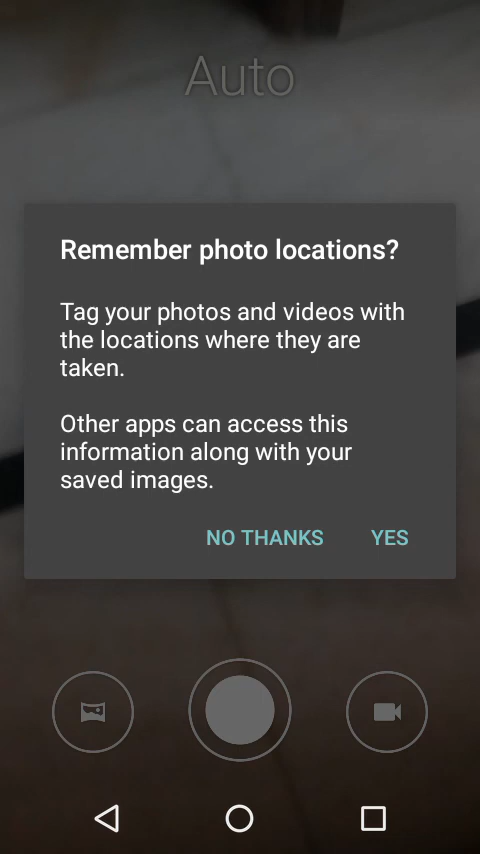 Auto
Remember photo locations?
Tag your photos and videos with
the locations where they are
taken.
Other apps can access this
information along with your
saved images.
NO THANKS YES